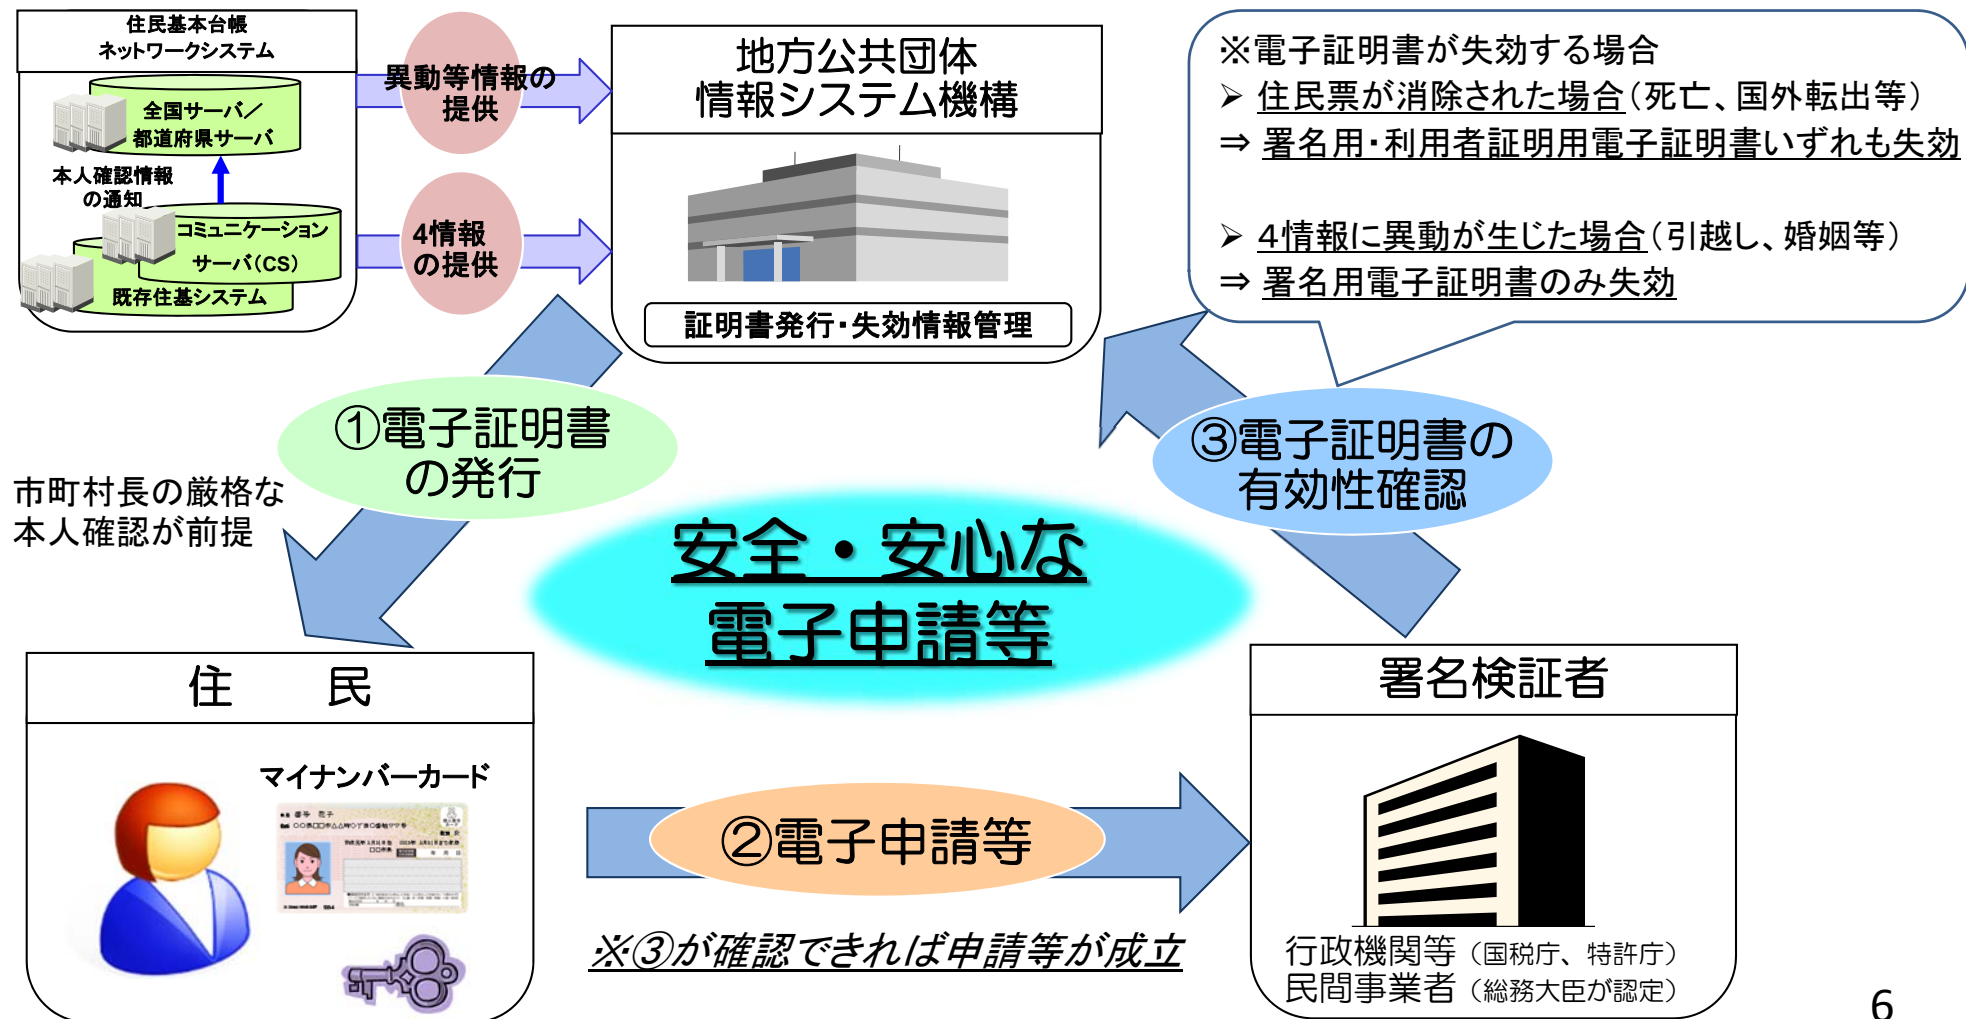 住民基本台帳
ネットワークシステム
全国サーバ／
都道府県サーバ
本人確認情報
の通知
コミュニケーション
サーバ（CS）
既存住基システム
異動等情報の
提供
4情報
の提供
地方公共団体
情報システム機構
証明書発行・失効情報管理
※電子証明書が失効する場合
➢ 住民票が消除された場合（死亡、国外転出等）
⇒ 署名用・利用者証明用電子証明書いずれも失効
➢ 4情報に異動が生じた場合（引越し、婚姻等）
⇒ 署名用電子証明書のみ失効
①電子証明書
の発行
市町村長の厳格な
本人確認が前提
③電子証明書の
有効性確認
安全・安心な
電子申請等
住　民
マイナンバーカード
番号 花子
②電子申請等
※③が確認できれば申請等が成立
署名検証者
行政機関等（国税庁、特許庁）
民間事業者（総務大臣が認定）
6